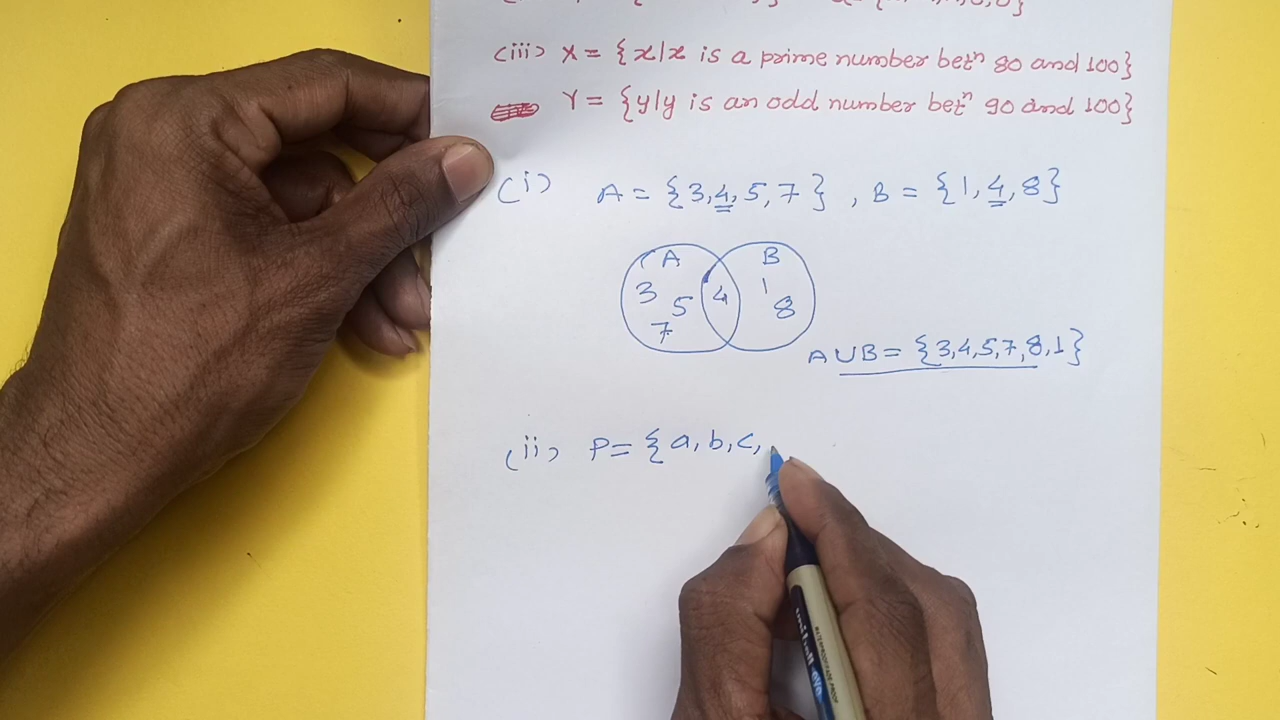 (iii) X = {x/x is a prime number betⁿ 80 and 100}
Y = {y/y is an odd number betⁿ 90 and 100}
(i) A = {3,4,5,7} , B = {1,4,8}
A B
3 5 4 1 8
7
A∪B = {3,4,5,7,8,1}
(ii) P = {a,b,c,